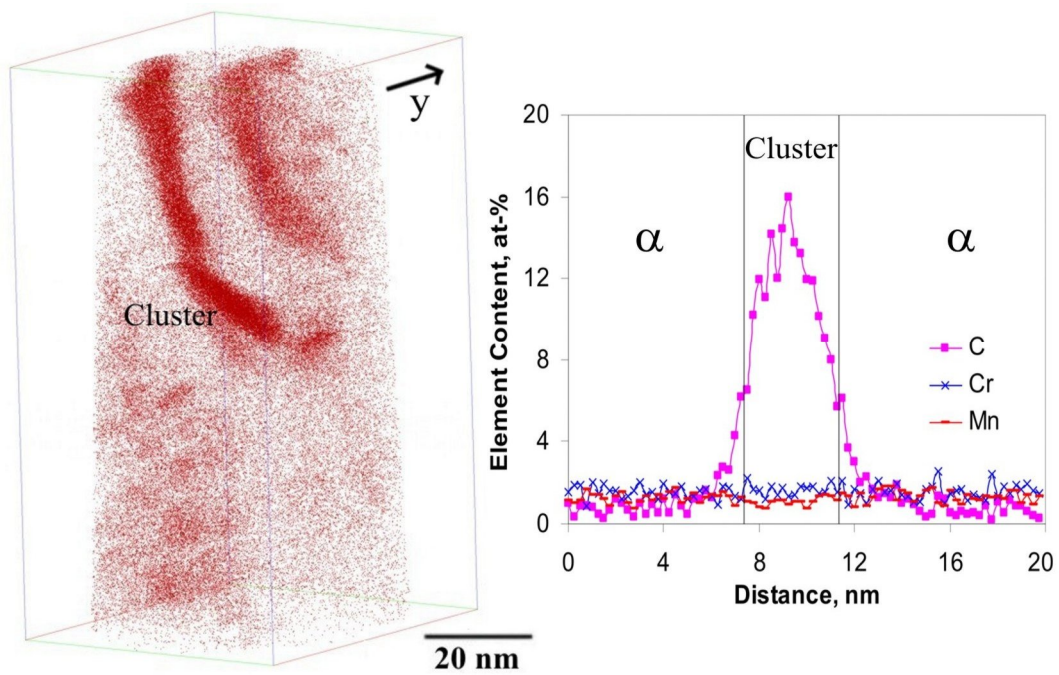 y
Cluster
20 nm
Element Content, at-%
20
16
12
8
4
0
Cluster
α
α
C
Cr
Mn
0 4 8 12 16 20
Distance, nm